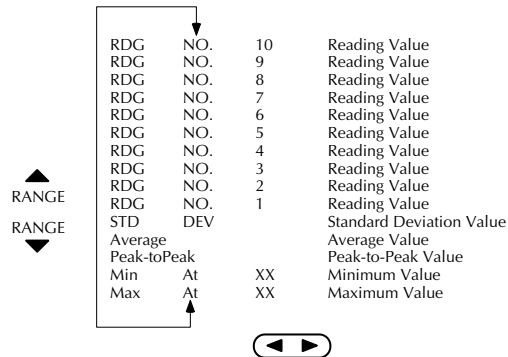 RDG NO. 10 Reading Value
RDG NO. 9 Reading Value
RDG NO. 8 Reading Value
RDG NO. 7 Reading Value
RDG NO. 6 Reading Value
RDG NO. 5 Reading Value
RDG NO. 4 Reading Value
RDG NO. 3 Reading Value
RDG NO. 2 Reading Value
RDG NO. 1 Reading Value
STD DEV Standard Deviation Value
Average Average Value
Peak-toPeak Peak-to-Peak Value
Min At XX Minimum Value
Max At XX Maximum Value
RANGE
RANGE